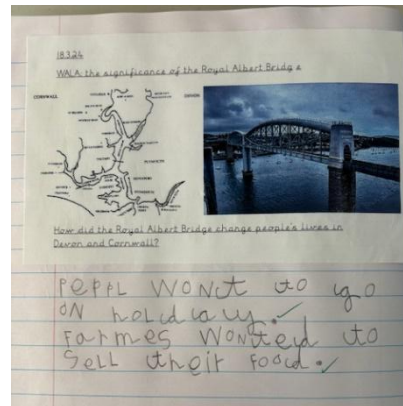 18.3.24
WALA: the significance of the Royal Albert Bridge
CORNWALL
DEVON
How did the Royal Albert Bridge change people's lives in
Devon and Cornwall?
PePPL WONt to go
ON holiday.
Farmes WoNted to
Sell their food.